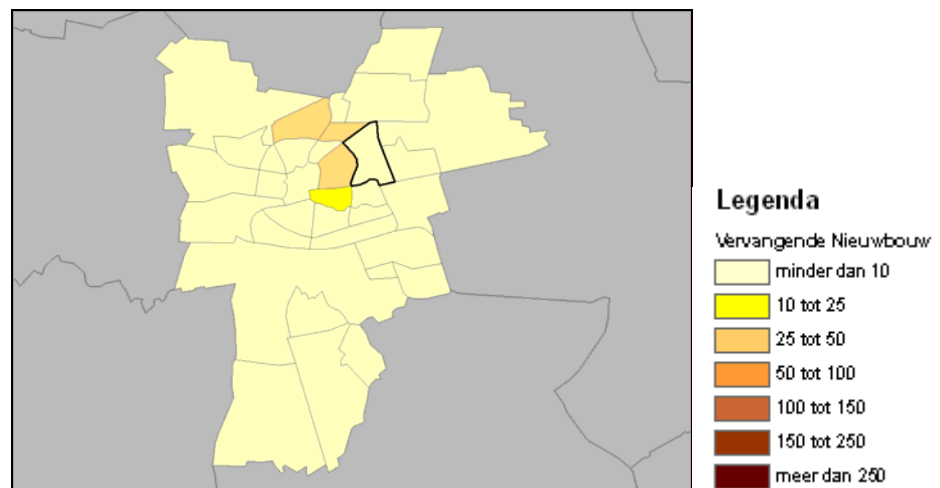 Legenda
Vervangende Nieuwbouw
minder dan 10
10 tot 25
25 tot 50
50 tot 100
100 tot 150
150 tot 250
meer dan 250